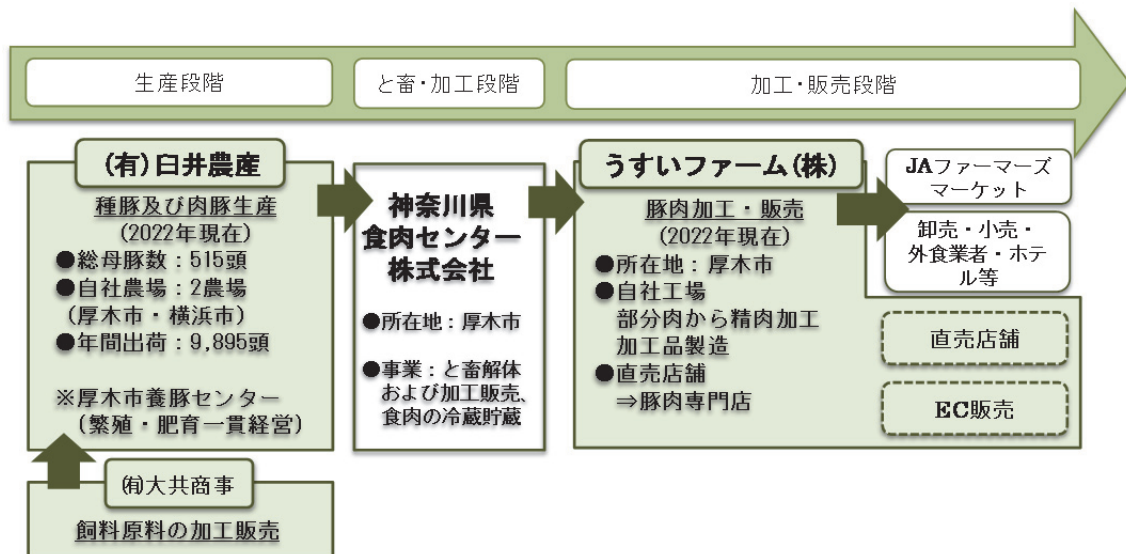 生産段階
と畜・加工段階
加工・販売段階
(有)臼井農産
種豚及び肉豚生産
(2022年現在)
●総母豚数：515頭
●自社農場：2農場
(厚木市・横浜市)
●年間出荷：9,895頭
※厚木市養豚センター
(繁殖・肥育一貫経営)
㈲大共商事
飼料原料の加工販売
神奈川県
食肉センター
株式会社
●所在地：厚木市
●事業：と畜解体
および加工販売、
食肉の冷蔵貯蔵
うすいファーム(株)
豚肉加工・販売
(2022年現在)
●所在地：厚木市
●自社工場
部分肉から精肉加工
加工品製造
●直売店舗
⇒豚肉専門店
JAファーマーズ
マーケット
卸売・小売・
外食業者・ホテ
ル等
直売店舗
EC販売